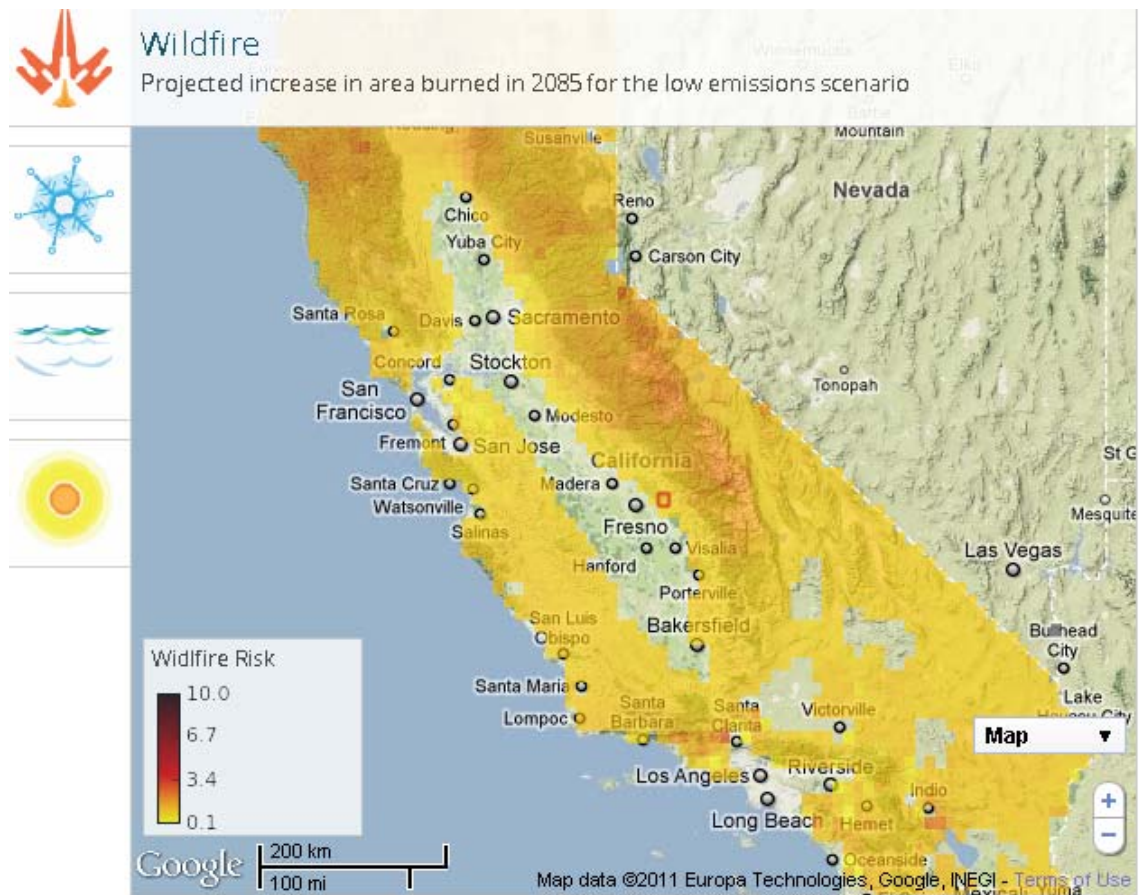 Wildfire
Projected increase in area burned in 2085 for the low emissions scenario
Winnemucca
Elko
Susanville
Battle
Mountain
Nevada
Reno
Chico
Yuba City
Carson City
Santa Rosa
Davis
Sacramento
Concord
Stockton
Tonopah
San
Francisco
Modesto
Fremont
San Jose
California
St G
Santa Cruz
Madera
Watsonville
Fresno
Mesquite
Salinas
Las Vegas
Hanford
Visalia
Porterville
San Luis
Obispo
Bakersfield
Bullhead
City
Widlfire Risk
10.0
6.7
3.4
0.1
Santa Maria
Lompoc
Santa
Barbara
Santa
Clarita
Victorville
Lake
City
Map ▼
Los Angeles
Riverside
Indio
+
Long Beach
Hemet
−
Oceanside
Google
200 km
100 mi
Map data ©2011 Europa Technologies, Google, INEGI - Terms of Use